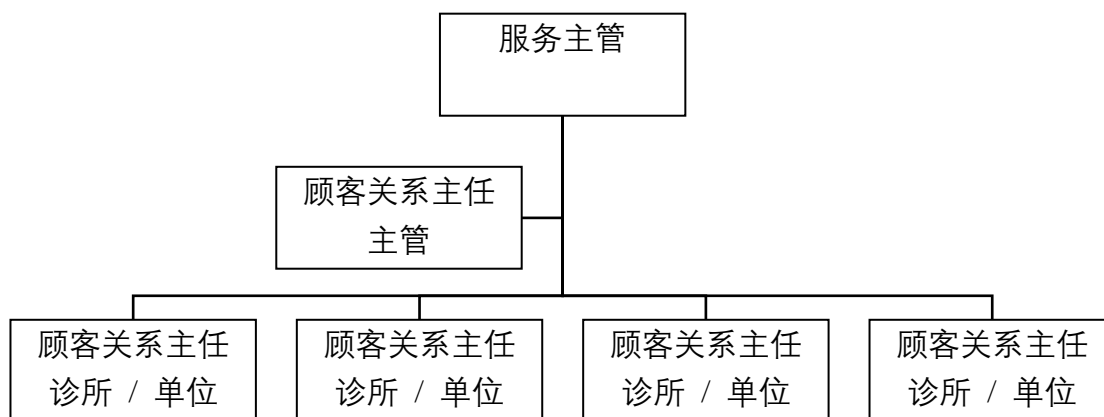 服务主管
顾客关系主任
主管
顾客关系主任
诊所 / 单位
顾客关系主任
诊所 / 单位
顾客关系主任
诊所 / 单位
顾客关系主任
诊所 / 单位